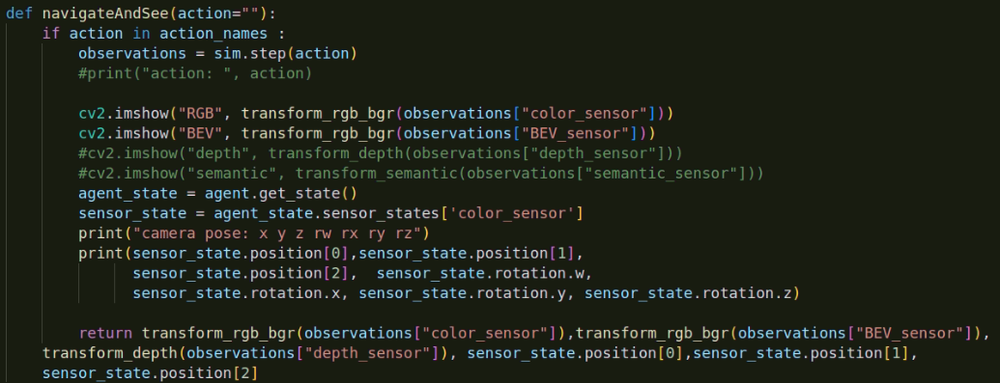 def navigateAndSee(action=""):
    if action in action_names :
        observations = sim.step(action)
        #print("action: ", action)

        cv2.imshow("RGB", transform_rgb_bgr(observations["color_sensor"]))
        cv2.imshow("BEV", transform_rgb_bgr(observations["BEV_sensor"]))
        #cv2.imshow("depth", transform_depth(observations["depth_sensor"]))
        #cv2.imshow("semantic", transform_semantic(observations["semantic_sensor"]))
        agent_state = agent.get_state()
        sensor_state = agent_state.sensor_states['color_sensor']
        print("camera pose: x y z rw rx ry rz")
        print(sensor_state.position[0],sensor_state.position[1],
              sensor_state.position[2],  sensor_state.rotation.w,
              sensor_state.rotation.x, sensor_state.rotation.y, sensor_state.rotation.z)

        return transform_rgb_bgr(observations["color_sensor"]),transform_rgb_bgr(observations["BEV_sensor"]),
    transform_depth(observations["depth_sensor"]), sensor_state.position[0],sensor_state.position[1],
    sensor_state.position[2]